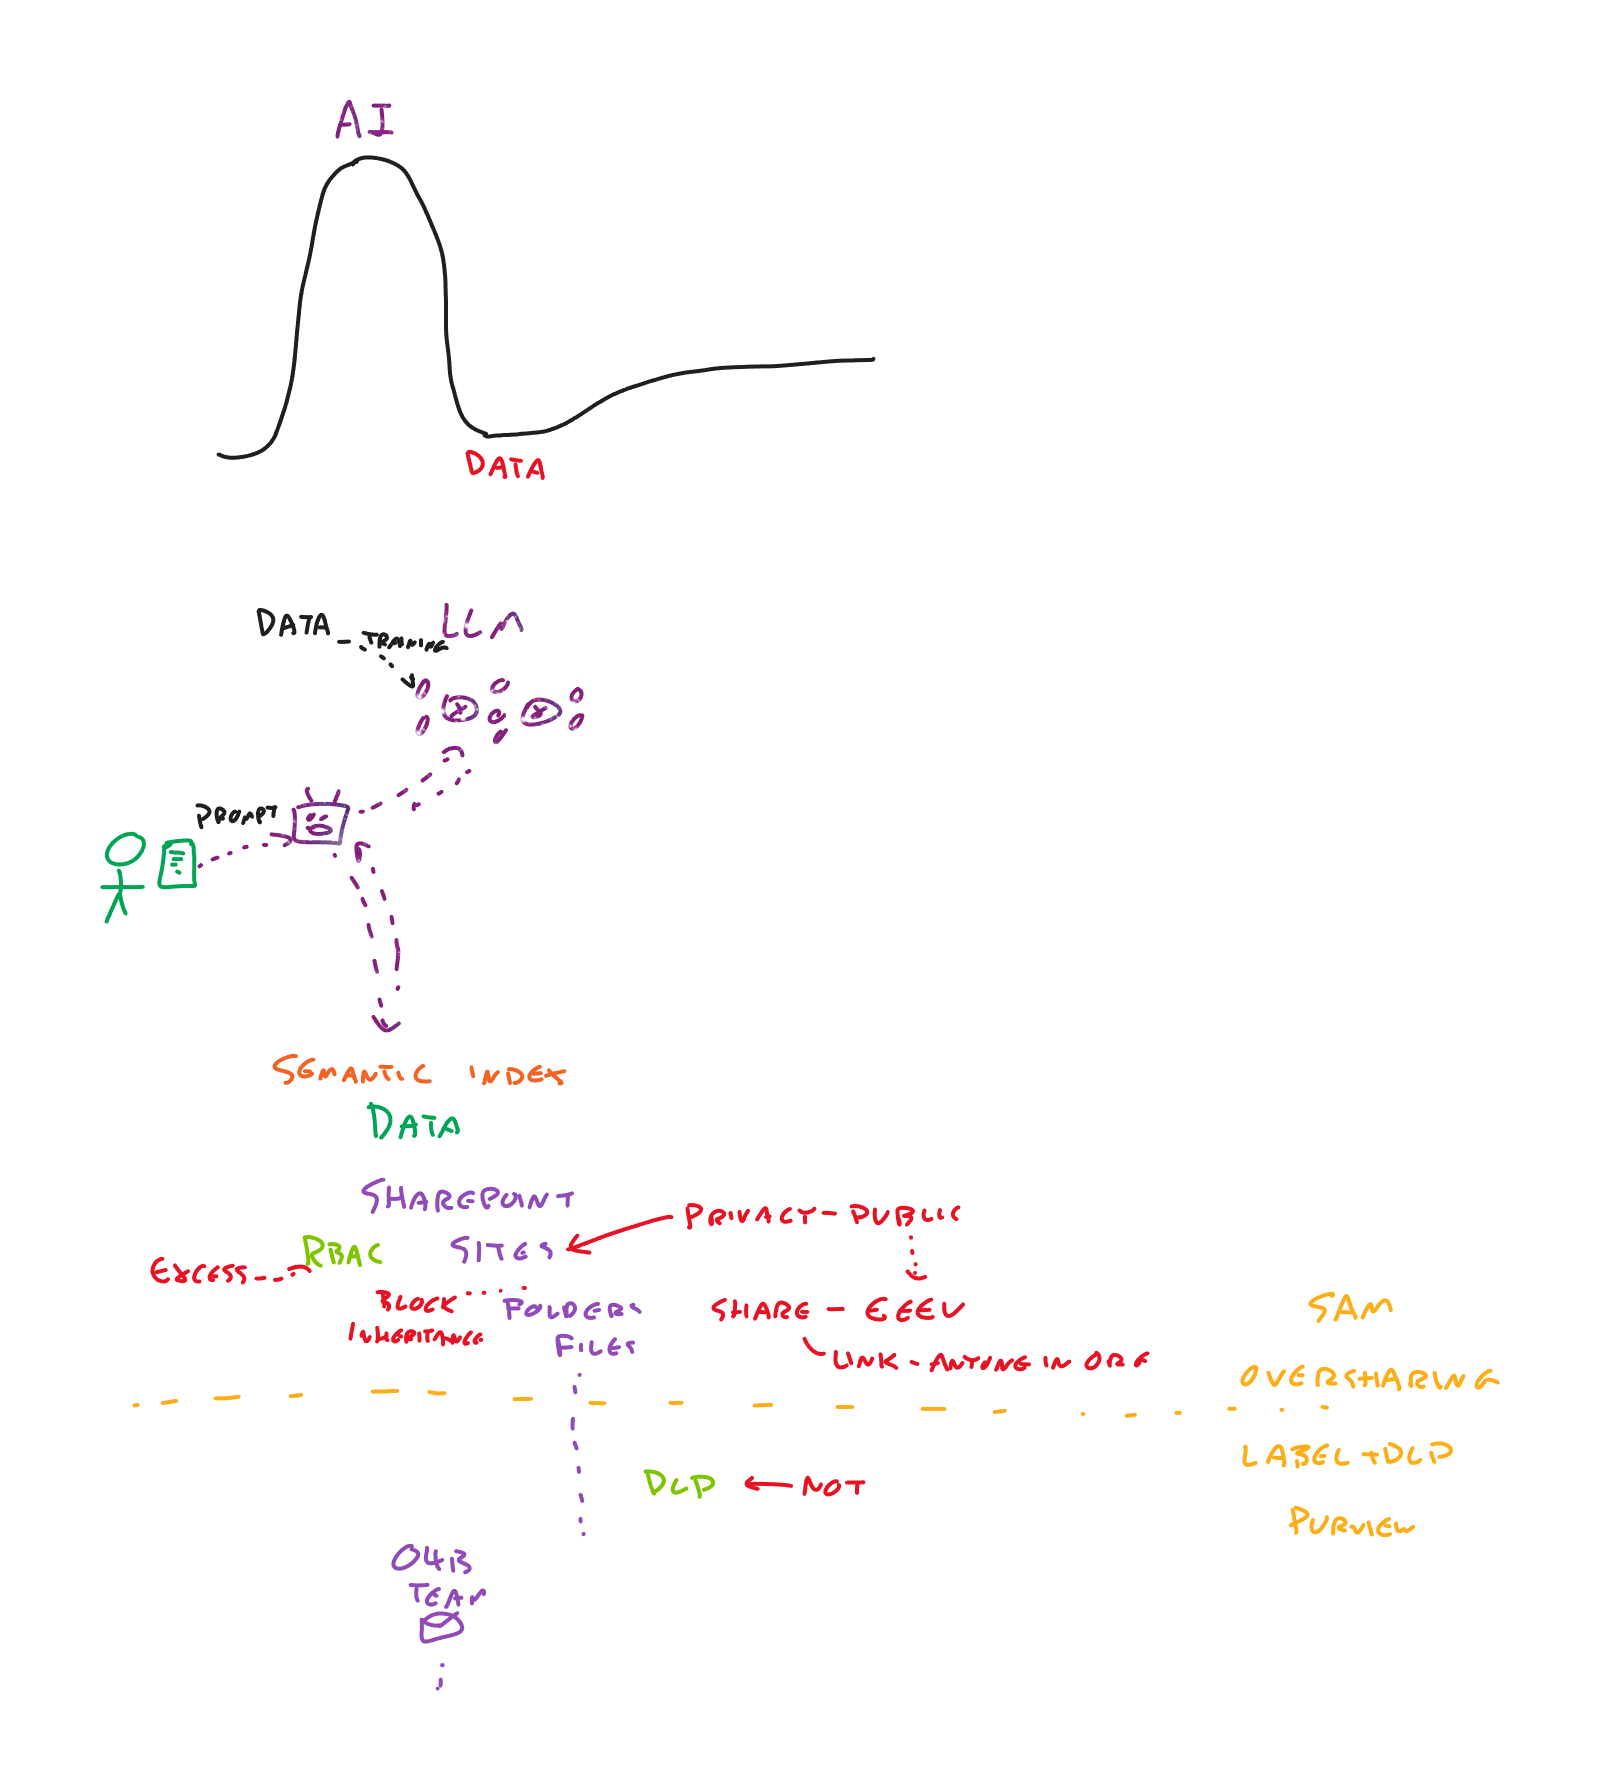 AI
DATA
DATA
TRAINING
LLM
PROMPT
SEMANTIC INDEX
DATA
SHAREPOINT
PRIVACY - PUBLIC
RBAC
SITES
EXCESS
BLOCK
INHERITANCE
FOLDERS
FILES
SHARE - EEEU
LINK - ANYONE IN ORG
SAM
OVERSHARING
LABEL + DLP
PURVIEW
DLP
NOT
O4B
TEAM